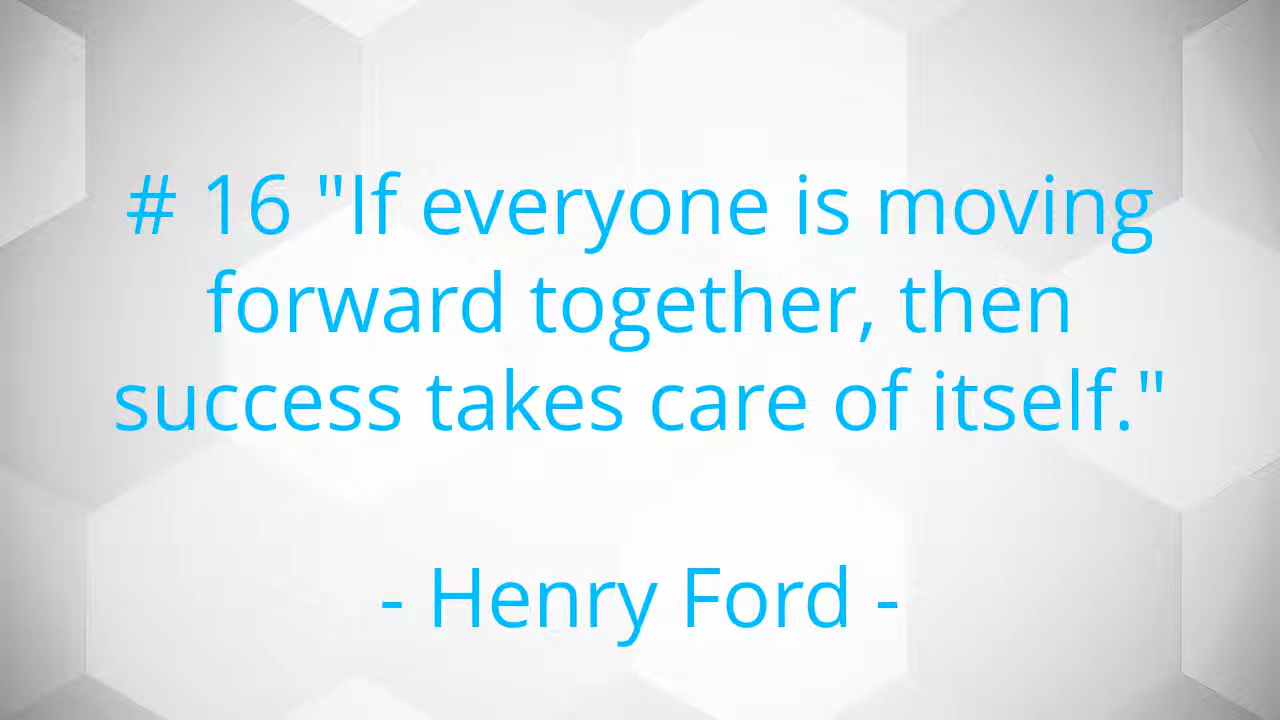 # 16 "If everyone is moving
forward together, then
success takes care of itself."
- Henry Ford -